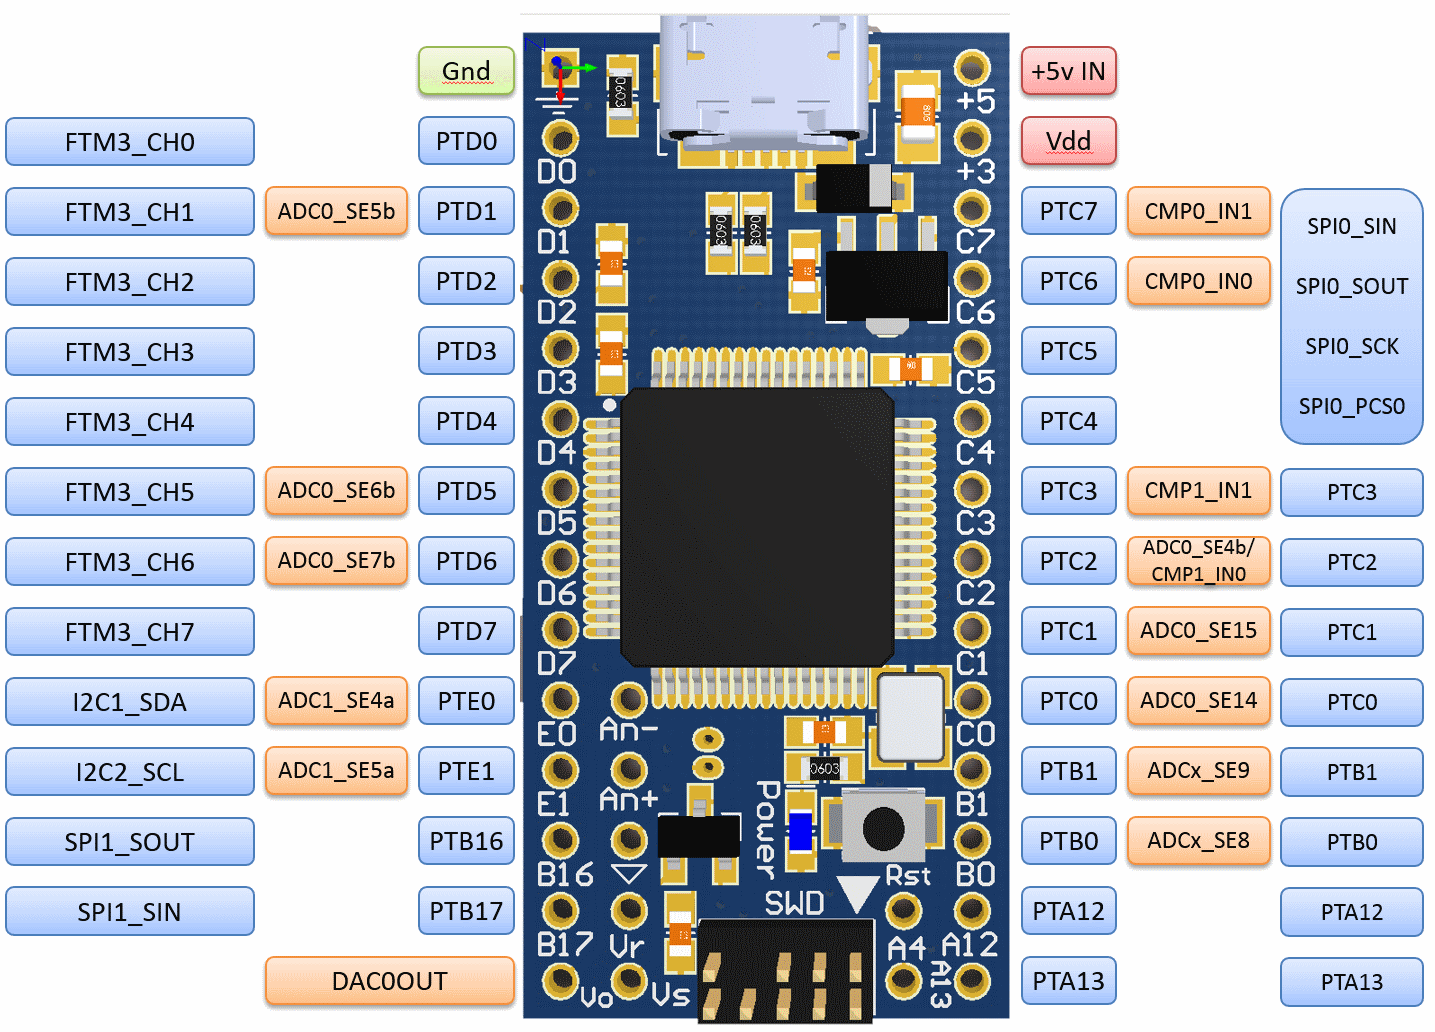 Gnd
+5v IN
FTM3_CH0
PTD0
Vdd
FTM3_CH1
ADC0_SE5b
PTD1
PTC7
CMP0_IN1
SPI0_SIN
FTM3_CH2
PTD2
PTC6
CMP0_IN0
SPI0_SOUT
FTM3_CH3
PTD3
PTC5
SPI0_SCK
FTM3_CH4
PTD4
PTC4
SPI0_PCS0
FTM3_CH5
ADC0_SE6b
PTD5
PTC3
CMP1_IN1
PTC3
FTM3_CH6
ADC0_SE7b
PTD6
PTC2
ADC0_SE4b/
CMP1_IN0
PTC2
FTM3_CH7
PTD7
PTC1
ADC0_SE15
PTC1
I2C1_SDA
ADC1_SE4a
PTE0
PTC0
ADC0_SE14
PTC0
I2C2_SCL
ADC1_SE5a
PTE1
PTB1
ADCx_SE9
PTB1
SPI1_SOUT
PTB16
PTB0
ADCx_SE8
PTB0
SPI1_SIN
PTB17
PTA12
PTA12
DAC0OUT
PTA13
PTA13
0603
+5
805
D0
+3
D1
0603
0603
C7
D2
C6
D3
C5
D4
C4
D5
C3
D6
C2
D7
C1
E0
An-
C0
0603
E1
An+
Power
B1
B16
Rst
B0
SWD
B17
Vr
A4
A12
Vo
Vs
A13